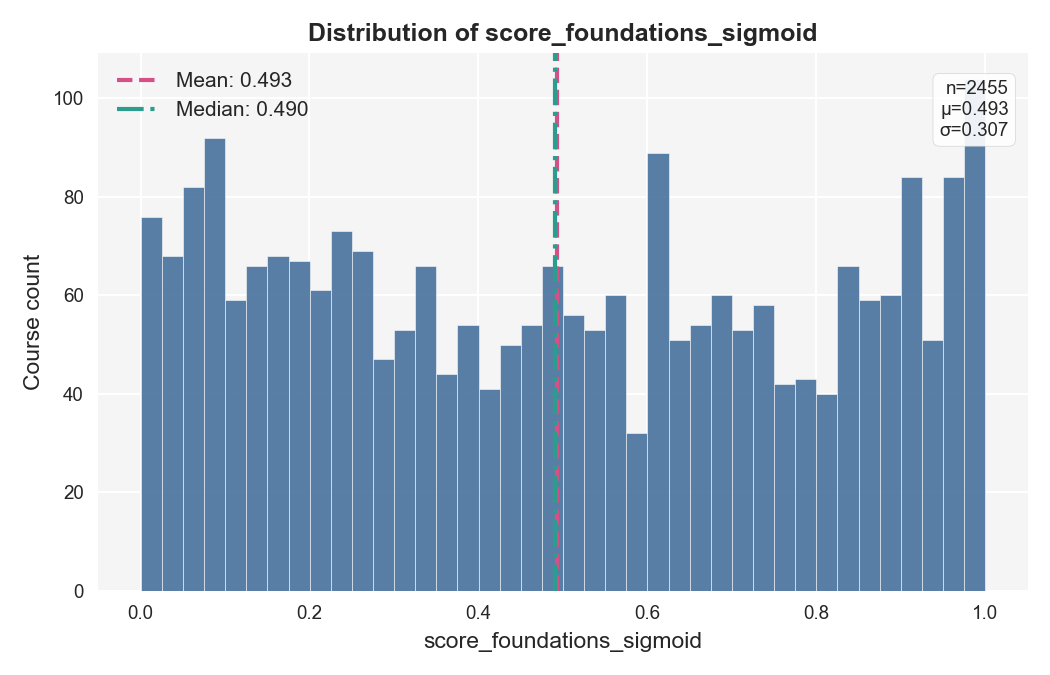 Distribution of score_foundations_sigmoid
Mean: 0.493
Median: 0.490
n=2455
μ=0.493
σ=0.307
100
80
60
40
20
0
Course count
0.0 0.2 0.4 0.6 0.8 1.0
score_foundations_sigmoid